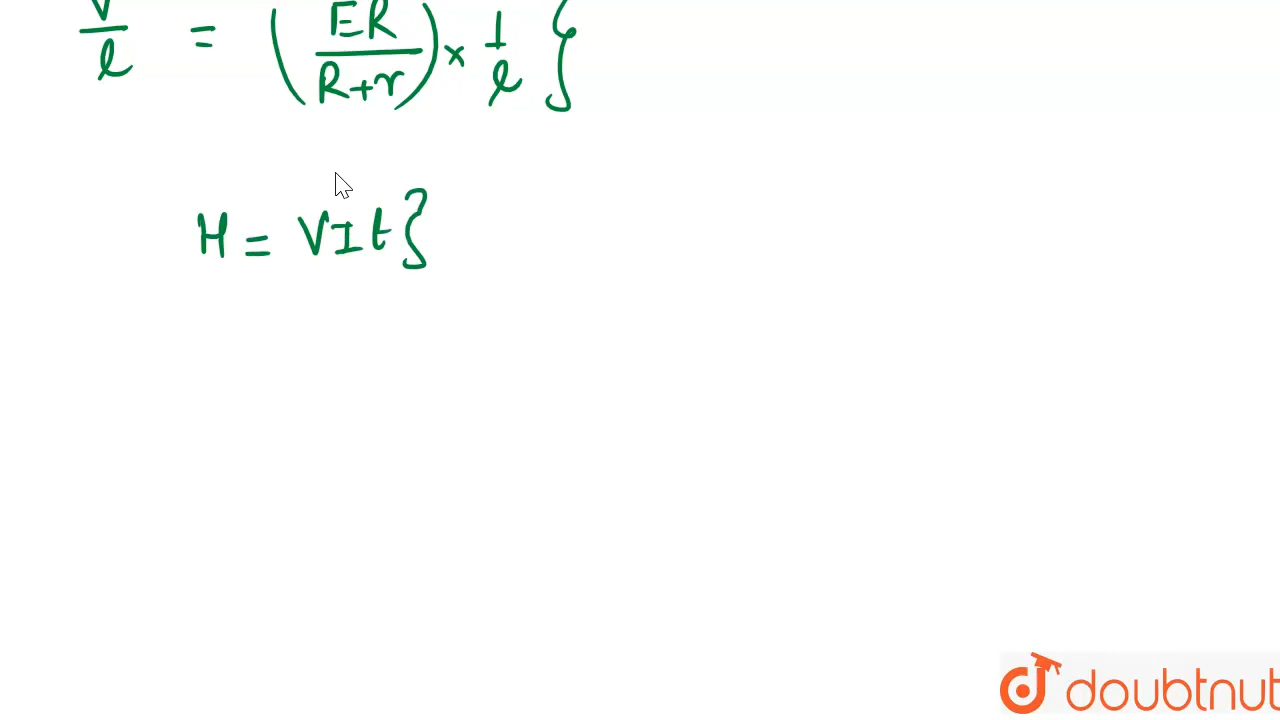 V/l = (ER/R+r) × 1/l }
H = VIt}
doubtnut